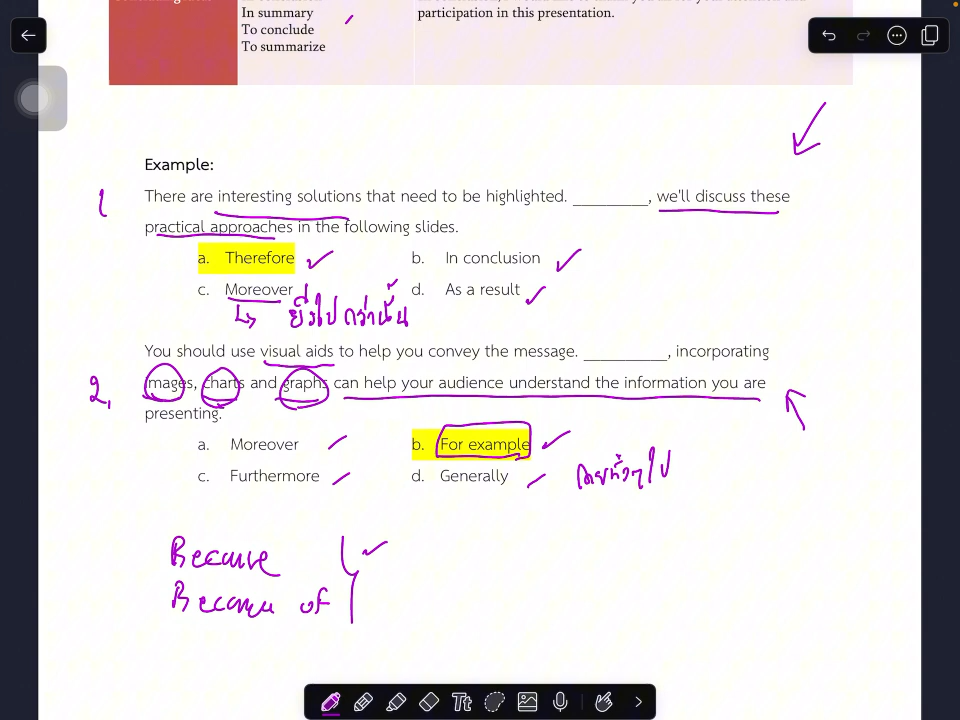 In summary
To conclude
To summarize
participation in this presentation.
Example:
1
There are interesting solutions that need to be highlighted. _________, we'll discuss these
practical approaches in the following slides.
a. Therefore
b. In conclusion
c. Moreover
d. As a result
↳ ยิ่งไปกว่านั้น
You should use visual aids to help you convey the message. __________, incorporating
2.
images, charts and graphs can help your audience understand the information you are
presenting.
a. Moreover
b. For example
c. Furthermore
d. Generally
โดยทั่วๆไป
Because
Because of
Tt